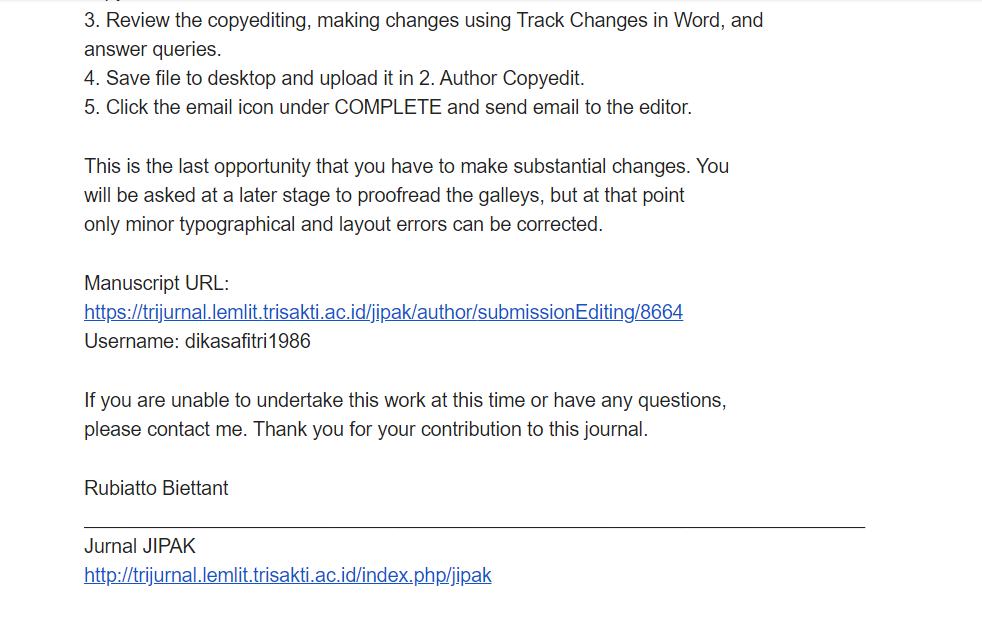 3. Review the copyediting, making changes using Track Changes in Word, and
answer queries.
4. Save file to desktop and upload it in 2. Author Copyedit.
5. Click the email icon under COMPLETE and send email to the editor.
This is the last opportunity that you have to make substantial changes. You
will be asked at a later stage to proofread the galleys, but at that point
only minor typographical and layout errors can be corrected.
Manuscript URL:
https://trijurnal.lemlit.trisakti.ac.id/jipak/author/submissionEditing/8664
Username: dikasafitri1986
If you are unable to undertake this work at this time or have any questions,
please contact me. Thank you for your contribution to this journal.
Rubiatto Biettant
Jurnal JIPAK
http://trijurnal.lemlit.trisakti.ac.id/index.php/jipak